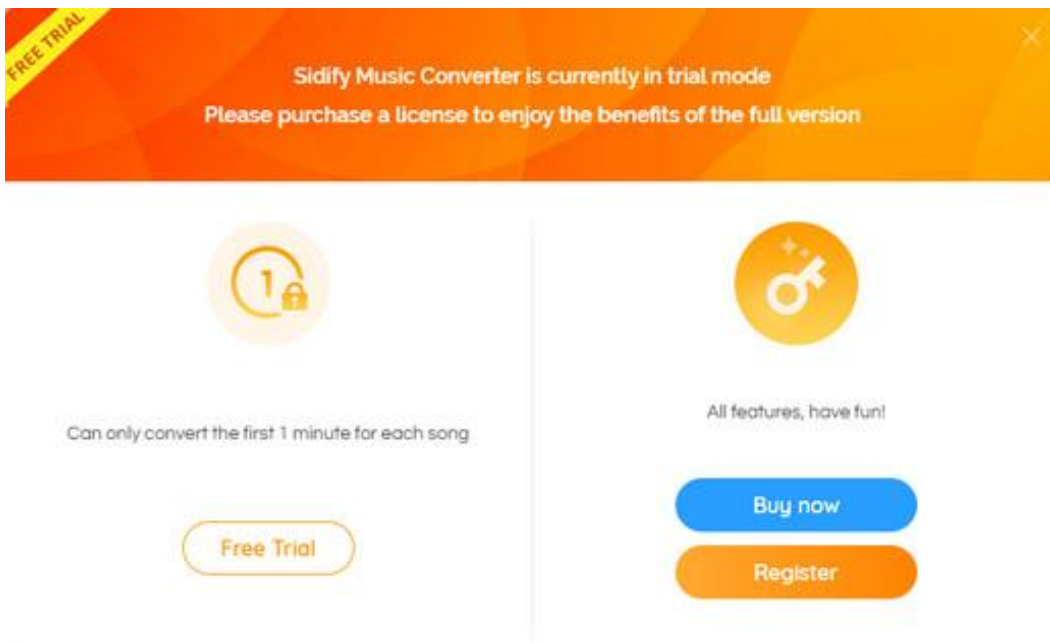 FREE TRIAL
Sidify Music Converter is currently in trial mode
Please purchase a license to enjoy the benefits of the full version
1
Can only convert the first 1 minute for each song
Free Trial
All features, have fun!
Buy now
Register